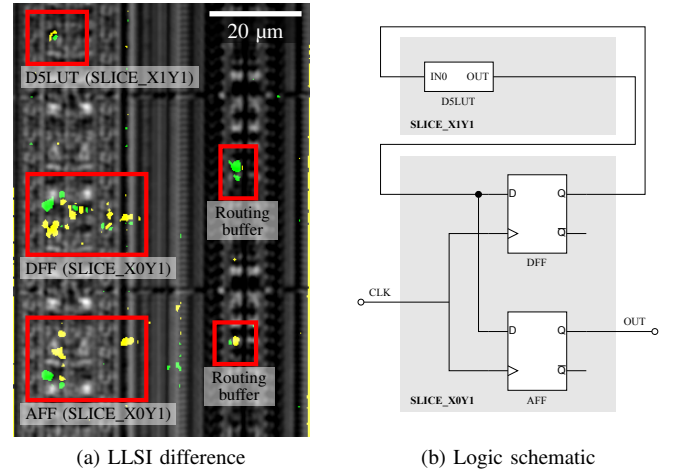 20 μm
D5LUT (SLICE_X1Y1)
Routing
buffer
DFF (SLICE_X0Y1)
Routing
buffer
AFF (SLICE_X0Y1)
(a) LLSI difference
IN0 OUT
D5LUT
SLICE_X1Y1
D Q
Q
DFF
CLK
D Q
OUT
Q
AFF
SLICE_X0Y1
(b) Logic schematic